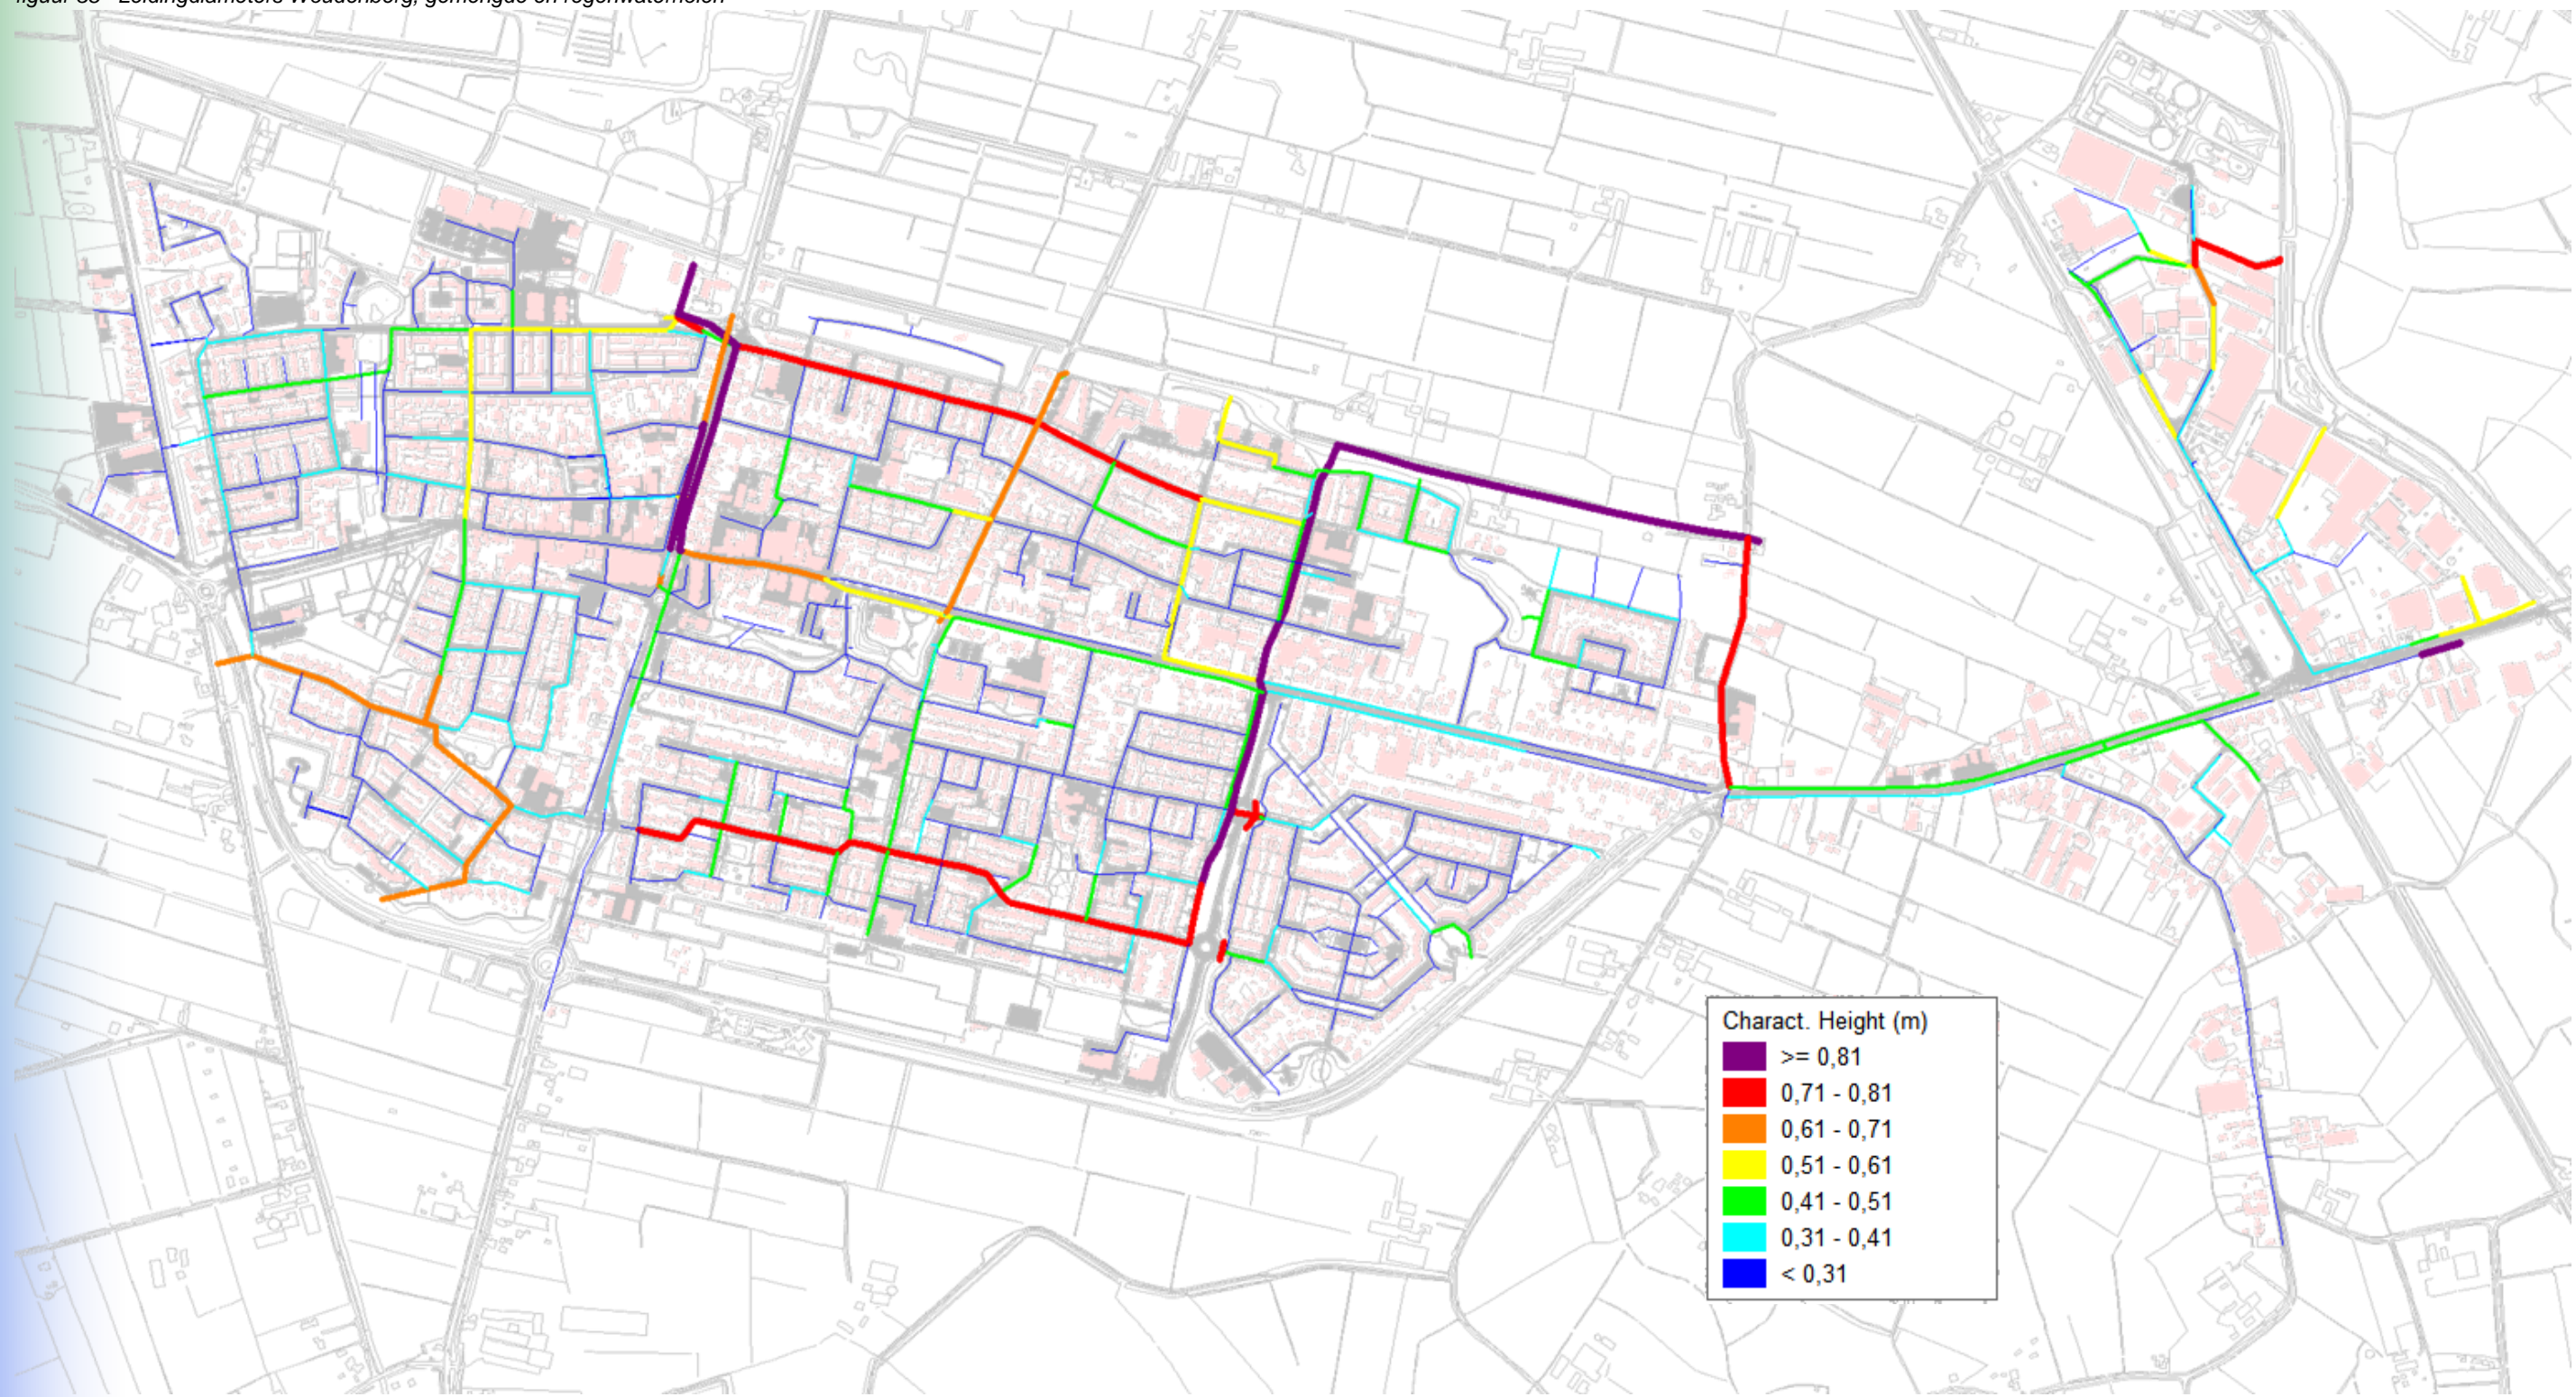 Charact. Height (m)
>= 0,81
0,71 - 0,81
0,61 - 0,71
0,51 - 0,61
0,41 - 0,51
0,31 - 0,41
< 0,31